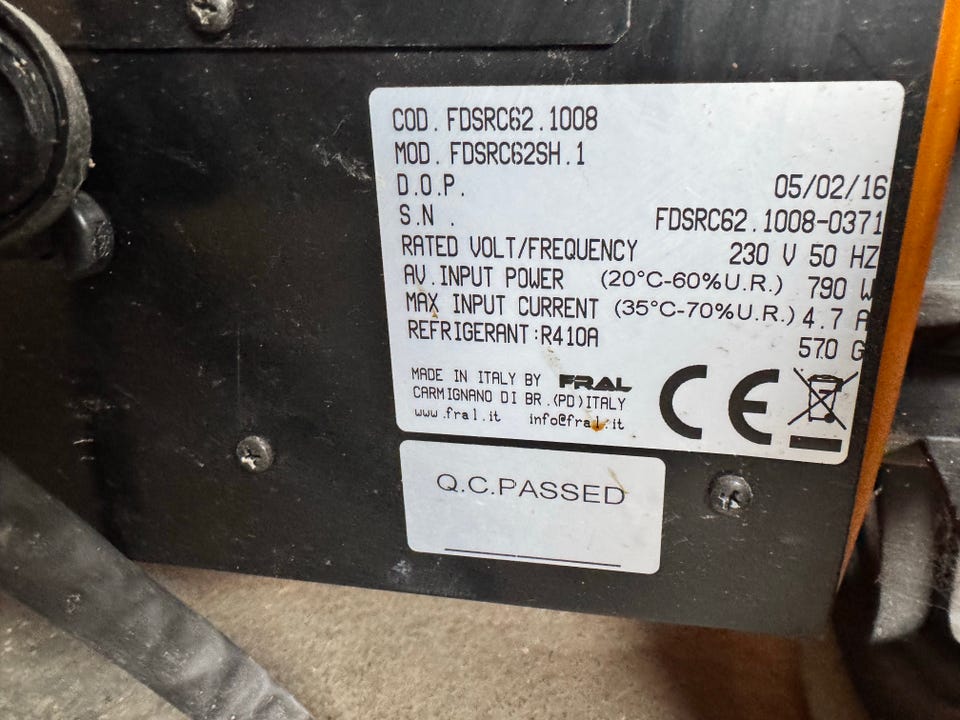 COD. FDSRC62.1008
MOD. FDSRC62SH.1
D.O.P. 05/02/16
S.N . FDSRC62.1008-0371
RATED VOLT/FREQUENCY 230 V 50 HZ
AV.INPUT POWER (20°C-60%U.R.) 790 W
MAX INPUT CURRENT (35°C-70%U.R.) 4.7 A
REFRIGERANT:R410A 570 G
MADE IN ITALY BY FRAL
CARMIGNANO DI BR.(PD)ITALY
www.fral.it info@fral.it
CE
Q.C.PASSED